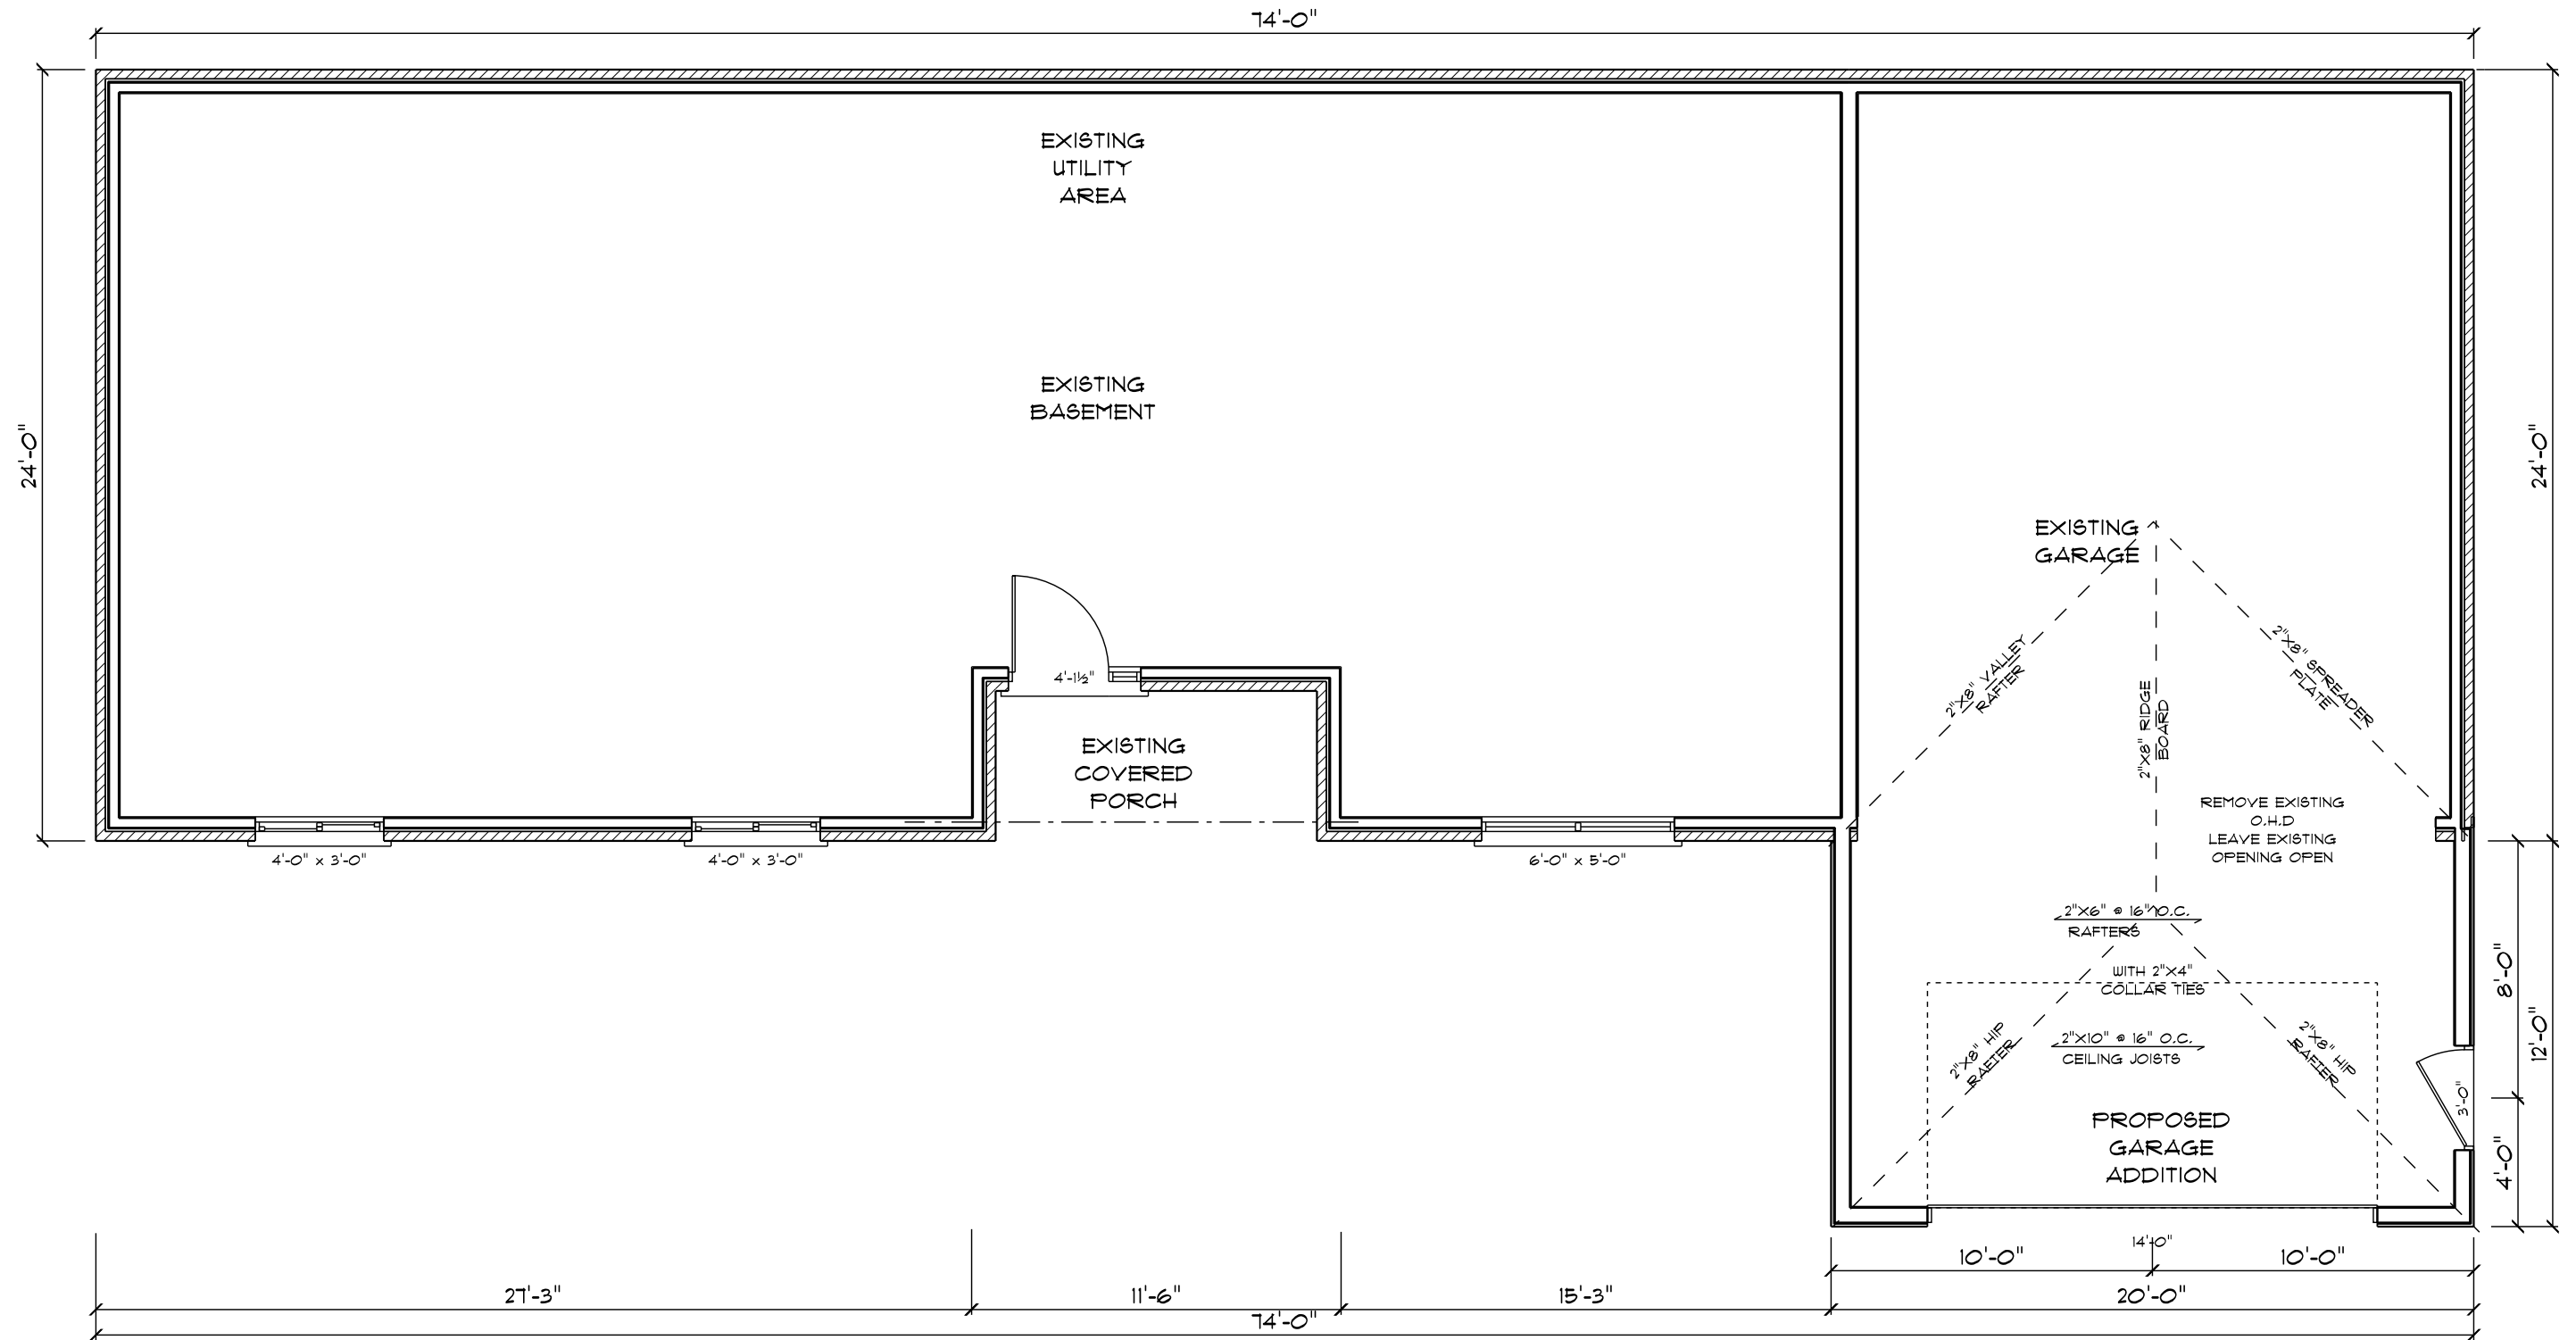 74'-0"
EXISTING
UTILITY
AREA
EXISTING
BASEMENT
24'-0"
24'-0"
EXISTING
GARAGE
2"X8" VALLEY
RAFTER
2"X8" RIDGE
BOARD
2"X8" SPREADER
PLATE
4'-1½"
EXISTING
COVERED
PORCH
REMOVE EXISTING
O.H.D
LEAVE EXISTING
OPENING OPEN
4'-0" x 3'-0"
4'-0" x 3'-0"
6'-0" x 5'-0"
2"X6" @ 16" O.C.
RAFTERS
WITH 2"X4"
COLLAR TIES
2"X10" @ 16" O.C.
CEILING JOISTS
2"X8" HIP
RAFTER
2"X8" HIP
RAFTER
8'-0"
12'-0"
3'-0"
4'-0"
PROPOSED
GARAGE
ADDITION
14'-0"
10'-0"
10'-0"
27'-3"
11'-6"
15'-3"
20'-0"
74'-0"